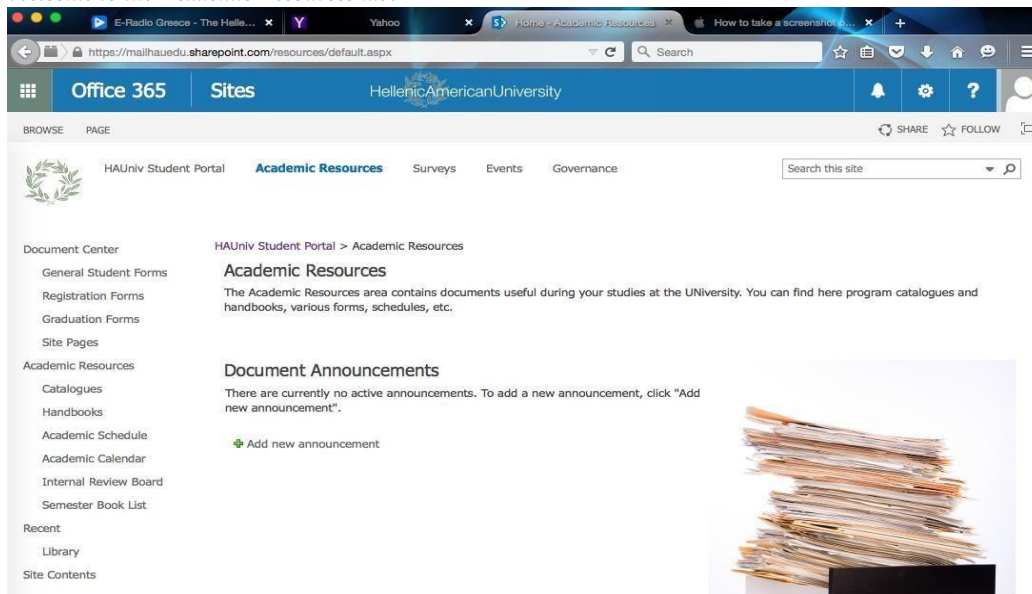 E-Radio Greece - The Helle...
Yahoo
Home - Academic Resources
How to take a screenshot o...
https://mailhauedu.sharepoint.com/resources/default.aspx
Search
Office 365
Sites
HellenicAmericanUniversity
BROWSE PAGE
SHARE
FOLLOW
HAUniv Student Portal
Academic Resources
Surveys
Events
Governance
Search this site
Document Center
General Student Forms
Registration Forms
Graduation Forms
Site Pages
Academic Resources
Catalogues
Handbooks
Academic Schedule
Academic Calendar
Internal Review Board
Semester Book List
Recent
Library
Site Contents
HAUniv Student Portal > Academic Resources
Academic Resources
The Academic Resources area contains documents useful during your studies at the UNiversity. You can find here program catalogues and
handbooks, various forms, schedules, etc.
Document Announcements
There are currently no active announcements. To add a new announcement, click "Add
new announcement".
Add new announcement